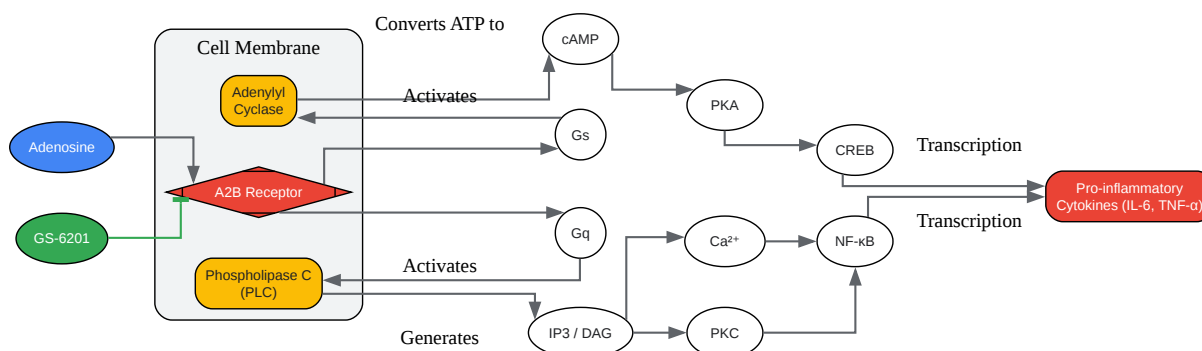 Converts ATP to
cAMP
Cell Membrane
Adenylyl
Cyclase
Activates
PKA
Gs
Adenosine
CREB
Transcription
A2B Receptor
Pro-inflammatory
Cytokines (IL-6, TNF-α)
Transcription
GS-6201
Gq
Ca²⁺
NF-κB
Activates
Phospholipase C
(PLC)
Generates
IP3 / DAG
PKC